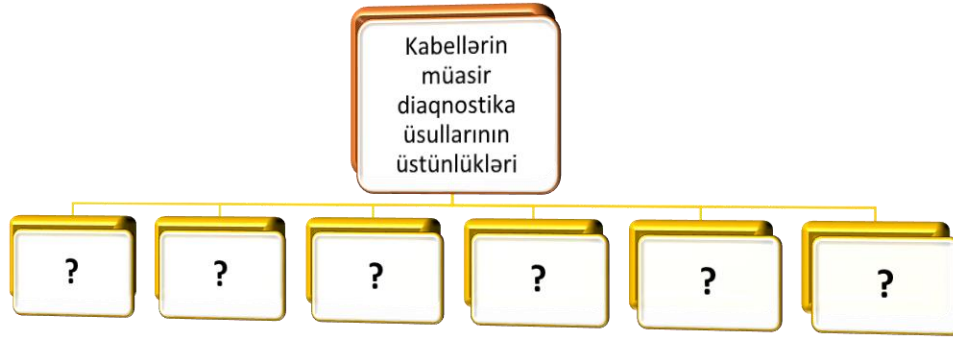 Kabellərin
müasir
diaqnostika
üsullarının
üstünlükləri
? ? ? ? ? ?